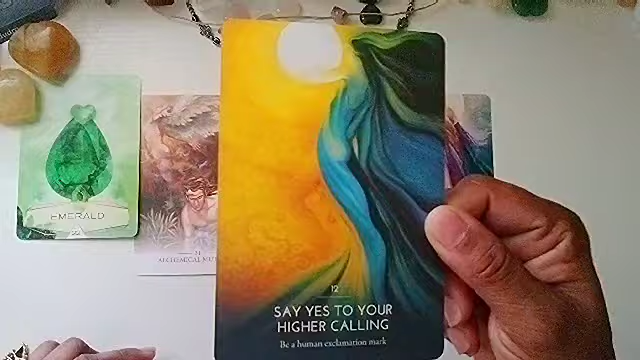 EMERALD
12
SAY YES TO YOUR
HIGHER CALLING
Be a human exclamation mark